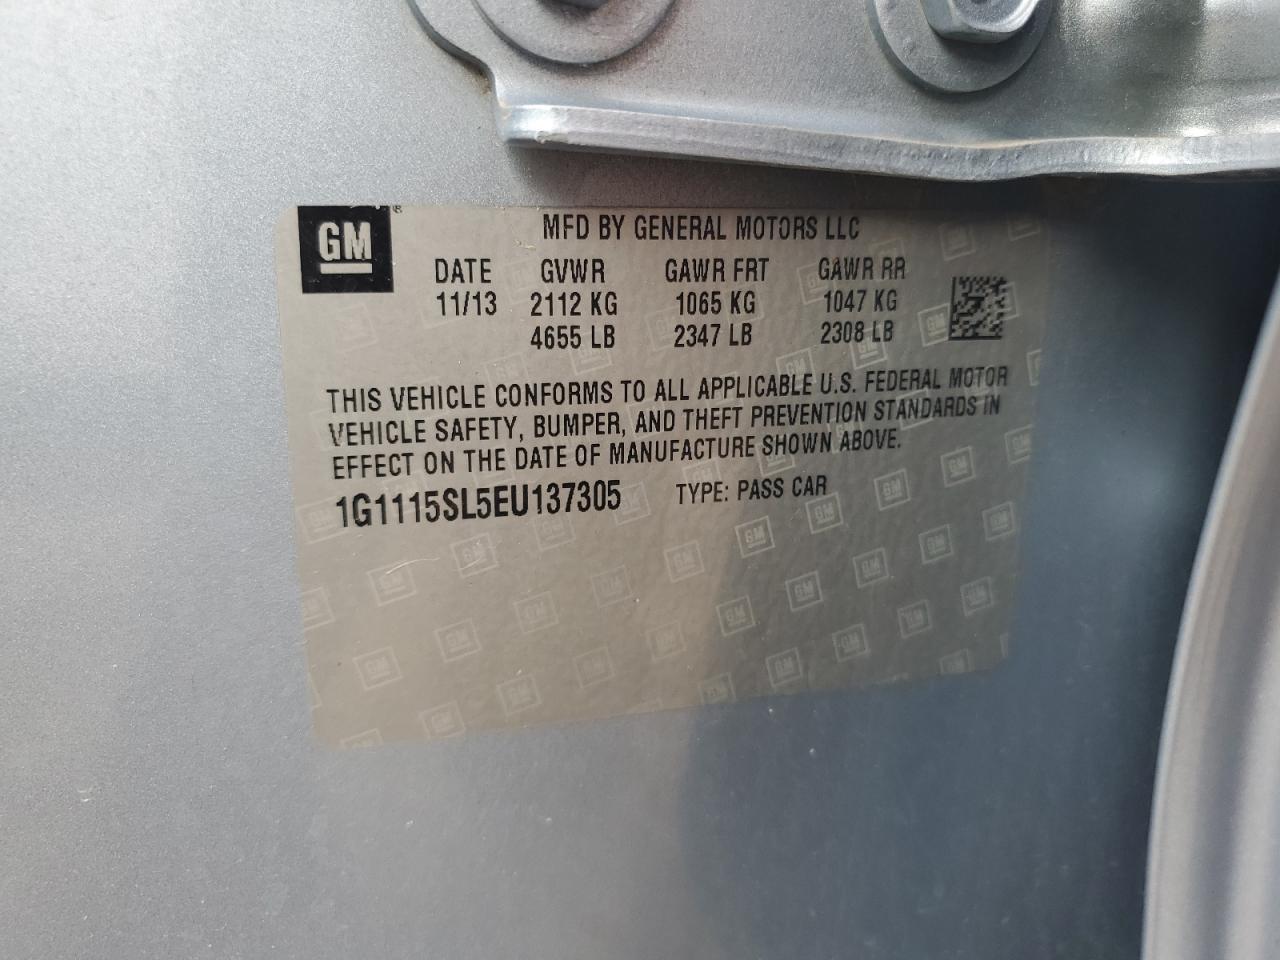 GM ®
MFD BY GENERAL MOTORS LLC
DATE GVWR GAWR FRT GAWR RR
11/13 2112 KG 1065 KG 1047 KG
4655 LB 2347 LB 2308 LB
THIS VEHICLE CONFORMS TO ALL APPLICABLE U.S. FEDERAL MOTOR
VEHICLE SAFETY, BUMPER, AND THEFT PREVENTION STANDARDS IN
EFFECT ON THE DATE OF MANUFACTURE SHOWN ABOVE.
1G1115SL5EU137305 TYPE: PASS CAR